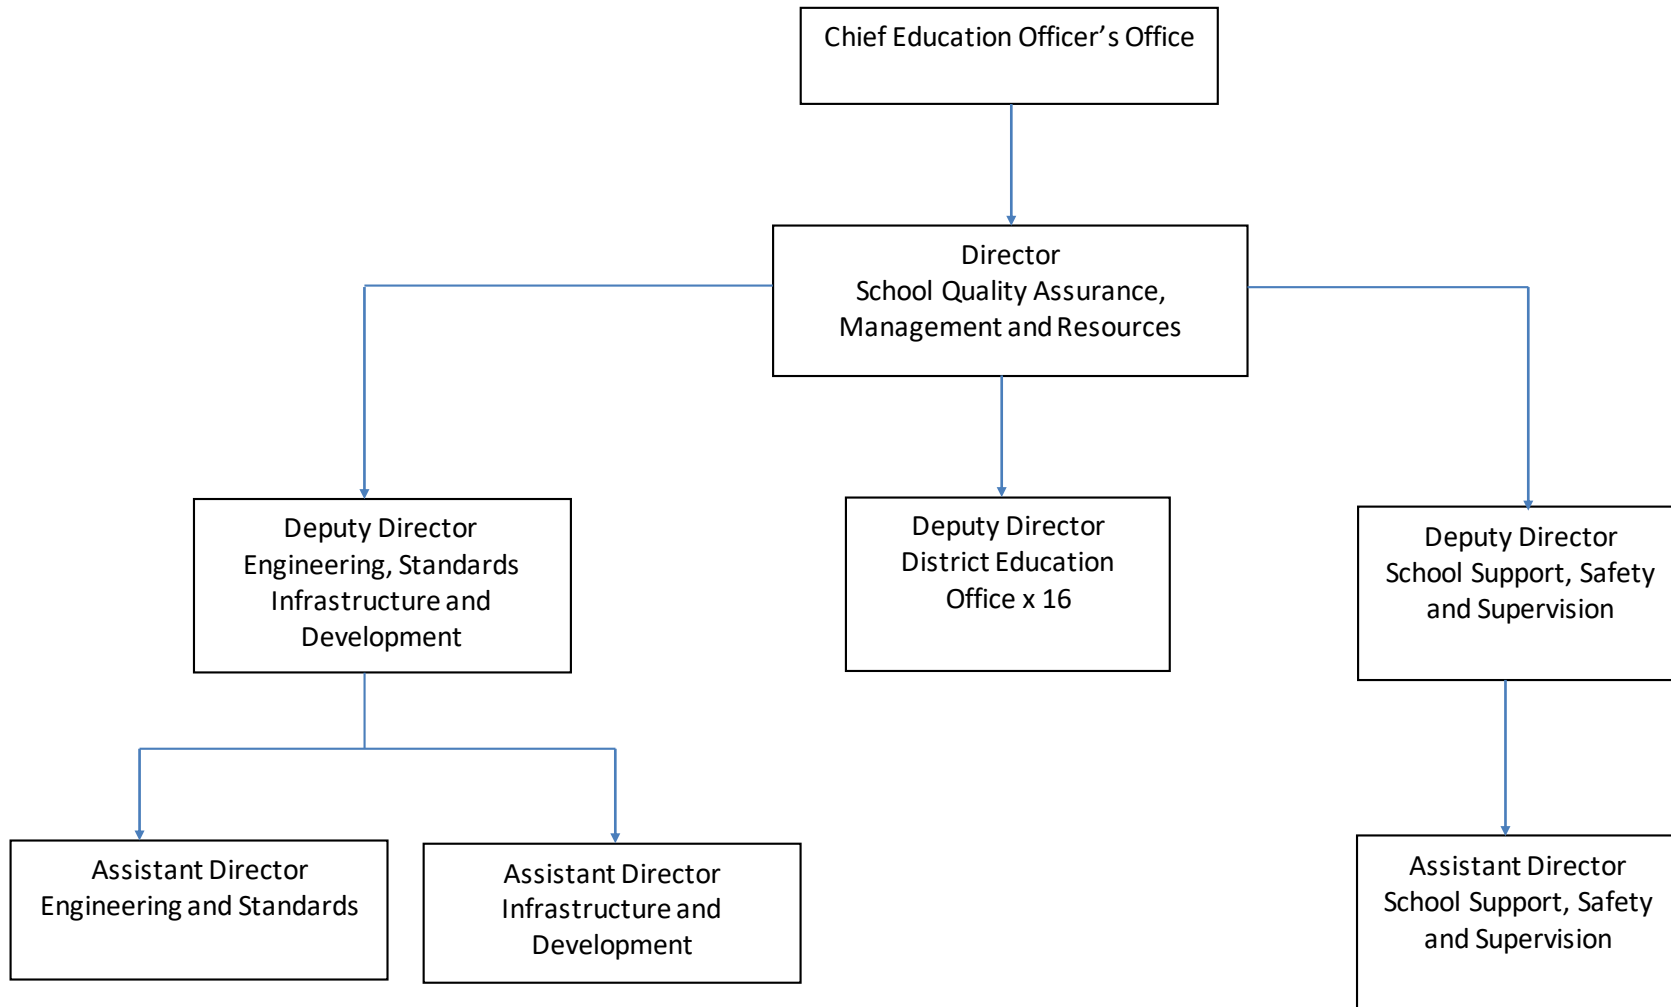 Chief Education Officer’s Office
Director
School Quality Assurance,
Management and Resources
Deputy Director
Engineering, Standards
Infrastructure and
Development
Deputy Director
District Education
Office x 16
Deputy Director
School Support, Safety
and Supervision
Assistant Director
Engineering and Standards
Assistant Director
Infrastructure and
Development
Assistant Director
School Support, Safety
and Supervision